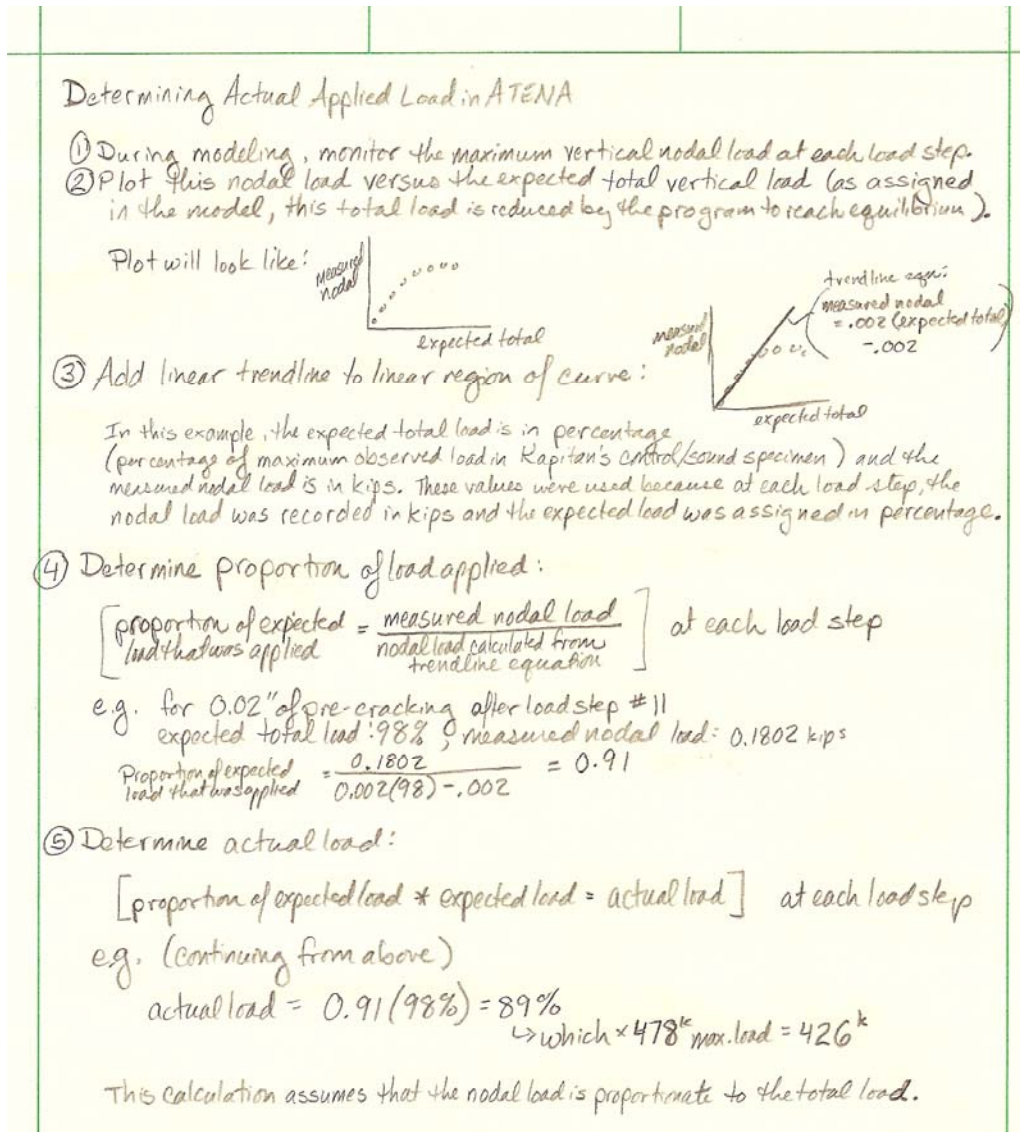 Determining Actual Applied Load in ATENA
① During modeling, monitor the maximum vertical nodal load at each load step.
② Plot this nodal load versus the expected total vertical load (as assigned
in the model, this total load is reduced by the program to reach equilibrium).
Plot will look like:
measured
nodal
expected total
trendline eqn:
measured nodal
= .002 (expected total)
-.002
measured
nodal
expected total
③ Add linear trendline to linear region of curve:
In this example, the expected total load is in percentage
(percentage of maximum observed load in Kapitan's control/sound specimen) and the
measured nodal load is in kips. These values were used because at each load step, the
nodal load was recorded in kips and the expected load was assigned in percentage.
④ Determine proportion of load applied:
[proportion of expected = measured nodal load ] at each load step
load that was applied nodal load calculated from
trendline equation
e.g. for 0.02" of pre-cracking after load step #11
expected total load: 98% ; measured nodal load: 0.1802 kips
Proportion of expected = 0.1802 = 0.91
load that was applied 0.002(98)-.002
⑤ Determine actual load:
[proportion of expected load * expected load = actual load] at each load step
e.g. (continuing from above)
actual load = 0.91(98%) = 89%
↳ which × 478ᵏ max. load = 426ᵏ
This calculation assumes that the nodal load is proportionate to the total load.